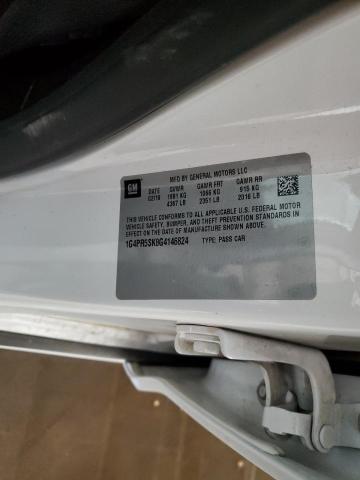 GM
MFD BY GENERAL MOTORS LLC
DATE GVWR GAWR FRT GAWR RR
02/16 1981 KG 1066 KG 915 KG
4367 LB 2351 LB 2016 LB
THIS VEHICLE CONFORMS TO ALL APPLICABLE U.S. FEDERAL MOTOR
VEHICLE SAFETY, BUMPER, AND THEFT PREVENTION
STANDARDS IN EFFECT ON THE DATE OF MANUFACTURE SHOWN ABOVE.
1G4PR5SK9G4146824 TYPE: PASS CAR